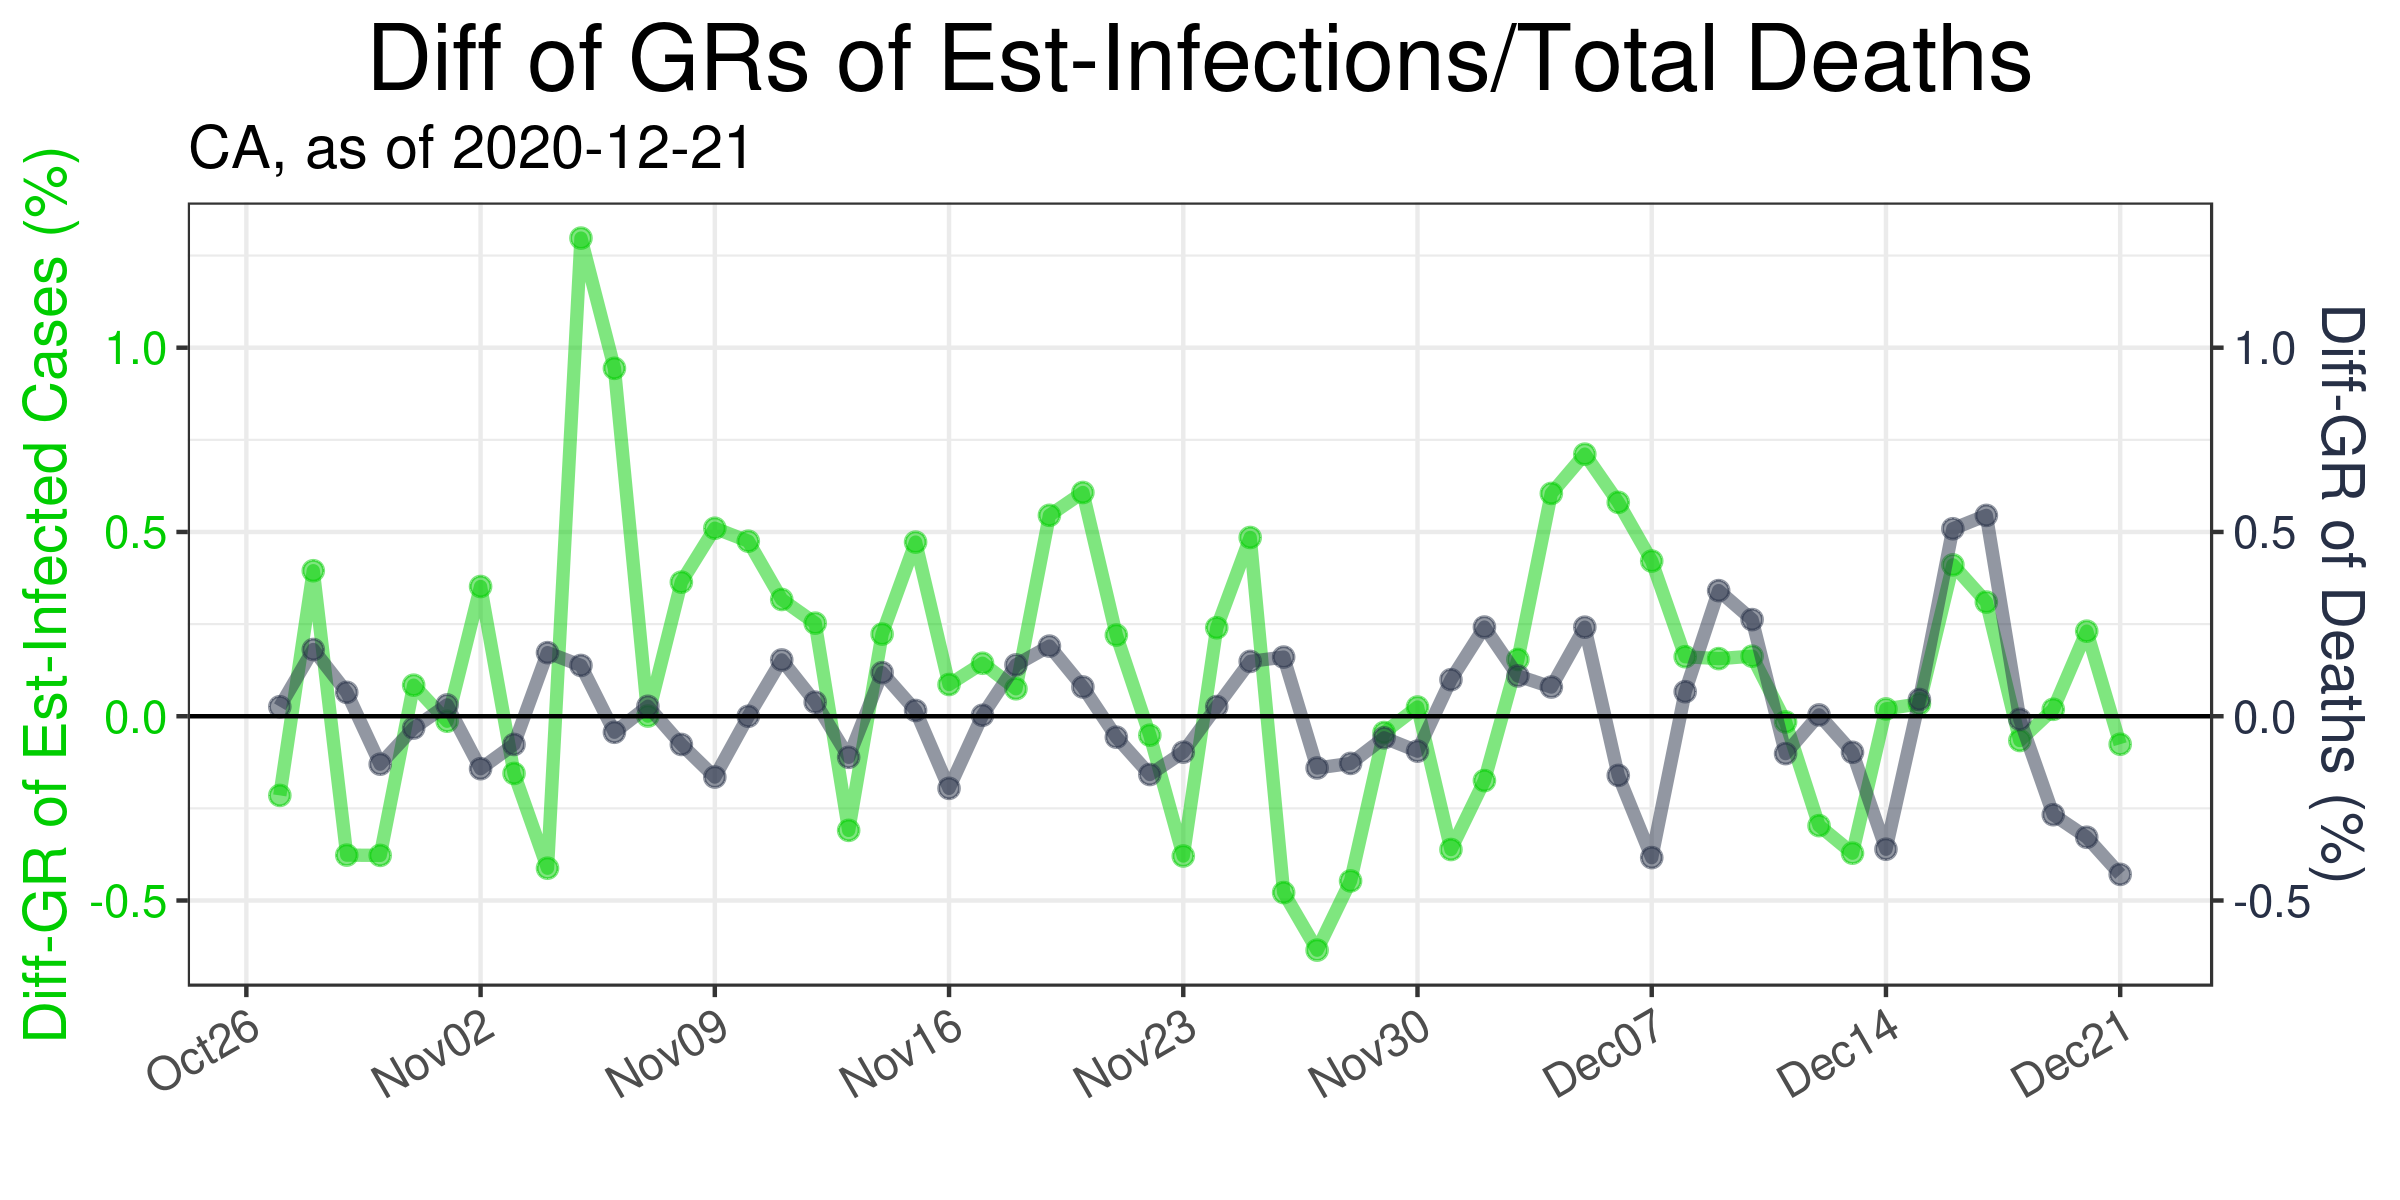 Diff of GRs of Est-Infections/Total Deaths
CA, as of 2020-12-21
Diff-GR of Est-Infected Cases (%)
1.0
0.5
0.0
-0.5
1.0
0.5
0.0
-0.5
Diff-GR of Deaths (%)
Oct26
Nov02
Nov09
Nov16
Nov23
Nov30
Dec07
Dec14
Dec21